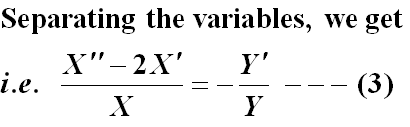 Separating the variables, we get
i.e. X'' – 2X' / X = – Y' / Y – – – (3)